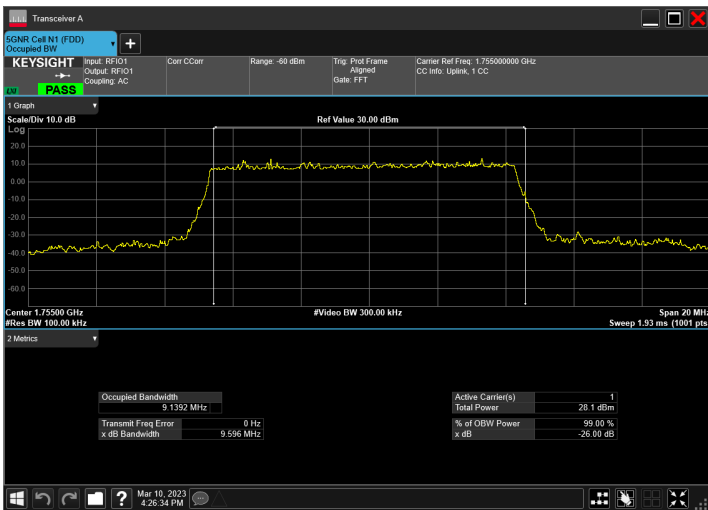 Transceiver A
5GNR Cell N1 (FDD)
Occupied BW
KEYSIGHT
LXI
PASS
Input: RFIO1
Output: RFIO1
Coupling: AC
Corr CCorr
Range: -60 dBm
Trig: Prot Frame
Aligned
Gate: FFT
Carrier Ref Freq: 1.755000000 GHz
CC Info: Uplink, 1 CC
1 Graph
Scale/Div 10.0 dB
Ref Value 30.00 dBm
Log
20.0
10.0
0.00
-10.0
-20.0
-30.0
-40.0
-50.0
-60.0
Center 1.75500 GHz
#Video BW 300.00 kHz
Span 20 MHz
#Res BW 100.00 kHz
Sweep 1.93 ms (1001 pts
2 Metrics
Occupied Bandwidth
9.1392 MHz
Transmit Freq Error 0 Hz
x dB Bandwidth 9.596 MHz
Active Carrier(s) 1
Total Power 28.1 dBm
% of OBW Power 99.00 %
x dB -26.00 dB
Mar 10, 2023
4:26:34 PM